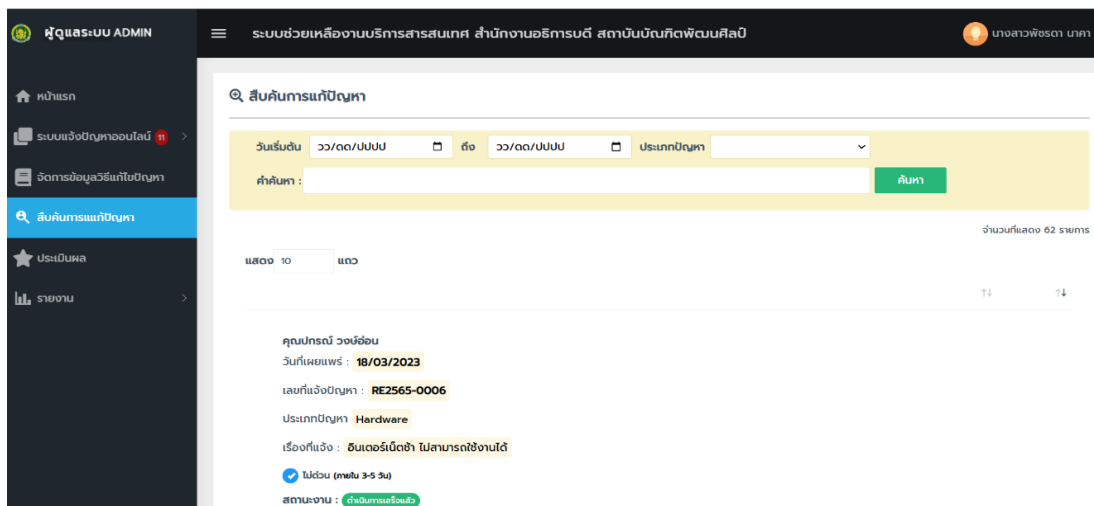 ผู้ดูแลระบบ ADMIN
ระบบช่วยเหลืองานบริการสารสนเทศ สำนักงานอธิการบดี สถาบันบัณฑิตพัฒนศิลป์
นางสาวพัชรดา นาคา
หน้าแรก
ระบบแจ้งปัญหาออนไลน์ 11
จัดการข้อมูลวิธีแก้ไขปัญหา
สืบค้นการแแก้ปัญหา
ประเมินผล
รายงาน
สืบค้นการแก้ปัญหา
วันเริ่มต้น วว/ดด/ปปปป ถึง วว/ดด/ปปปป ประเภทปัญหา
คำค้นหา : ค้นหา
จำนวนที่แสดง 62 รายการ
แสดง 10 แถว
คุณปกรณ์ วงษ์อ่อน
วันที่เผยแพร่ : 18/03/2023
เลขที่แจ้งปัญหา : RE2565-0006
ประเภทปัญหา Hardware
เรื่องที่แจ้ง : อินเตอร์เน็ตช้า ไม่สามารถใช้งานได้
ไม่ด่วน (ภายใน 3-5 วัน)
สถานะงาน : ดำเนินการเสร็จแล้ว